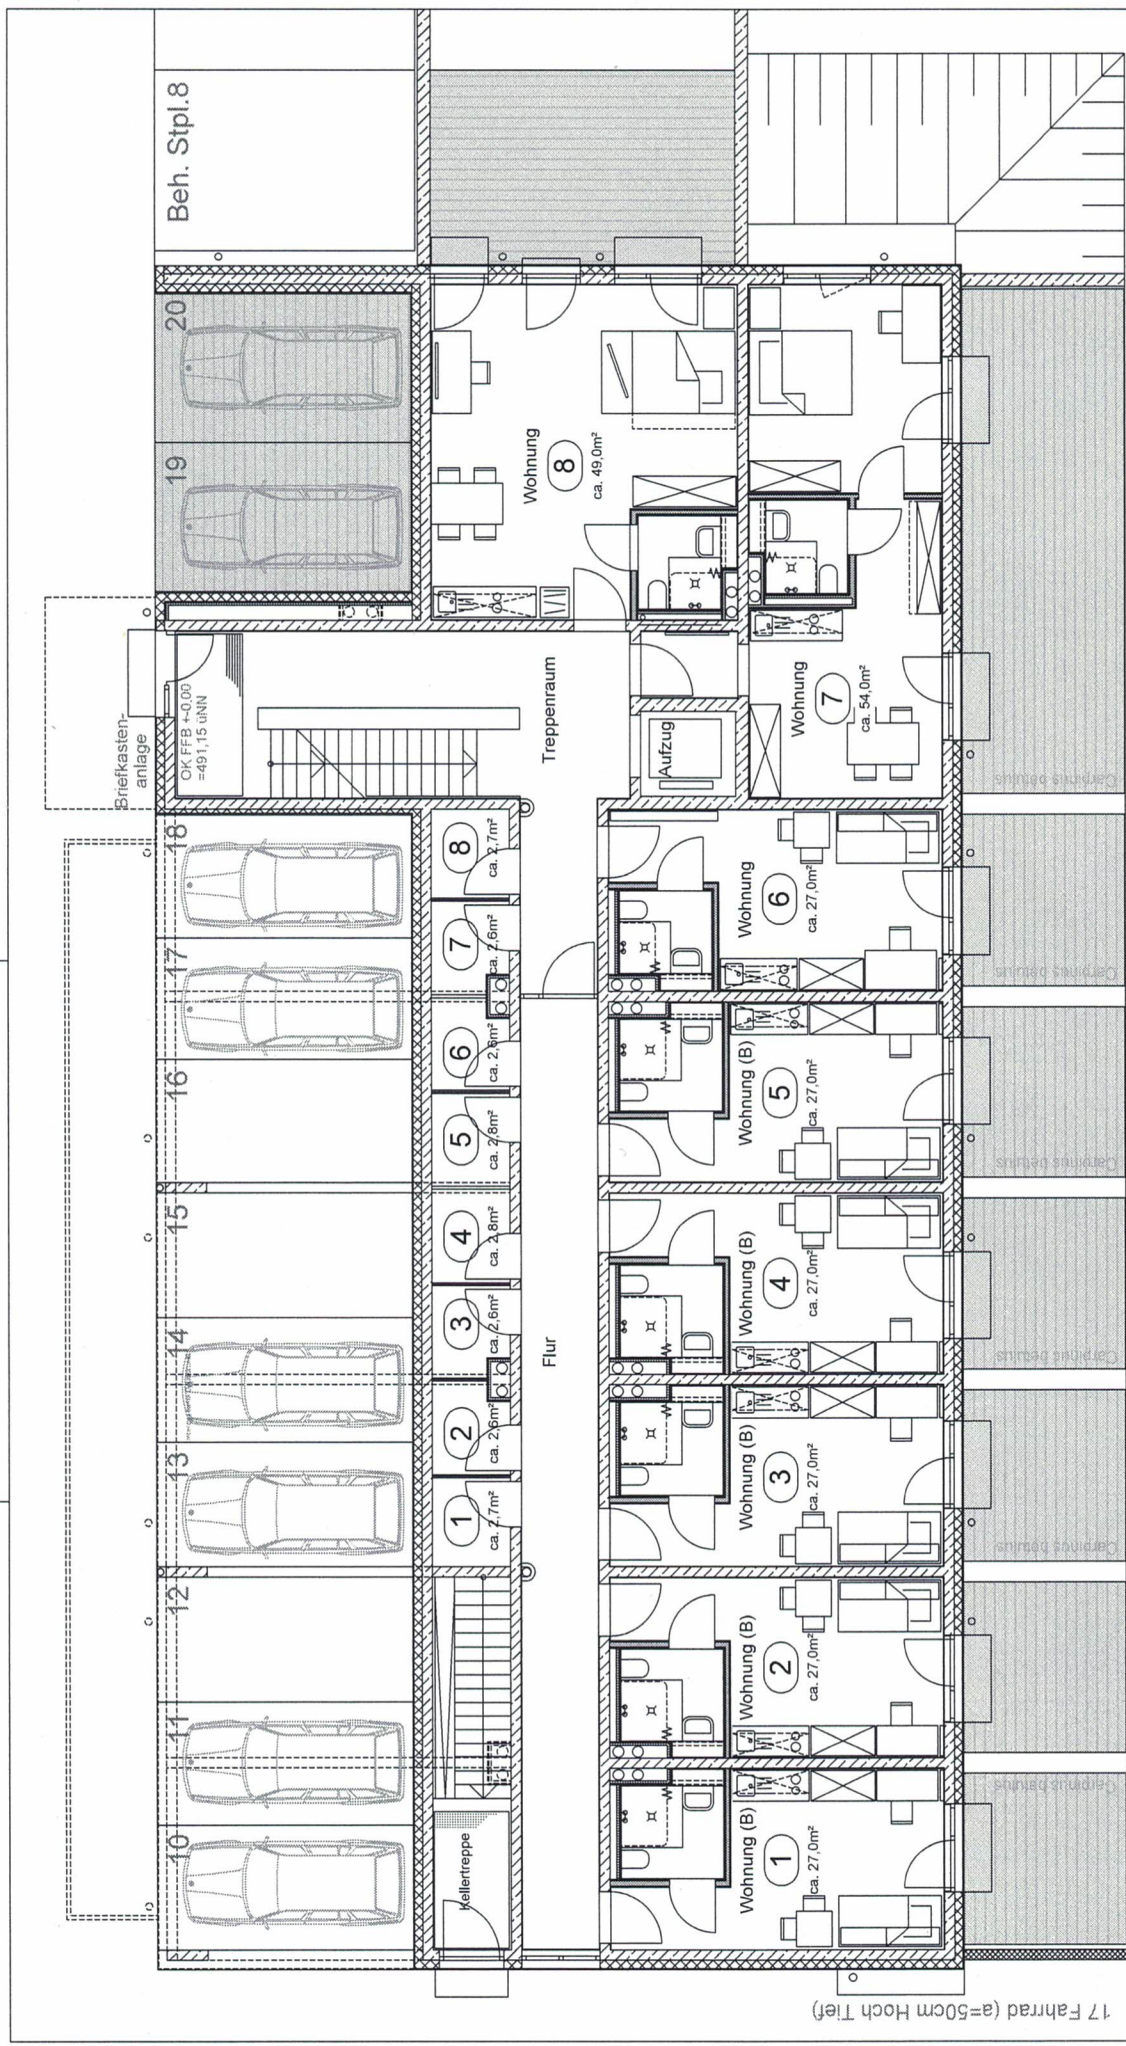 Beh. Stpl.8
20
19
Briefkasten-
anlage
OK FFB +-0,00
=491,15 üNN
18
17
16
15
14
13
12
11
10
Treppenraum
Aufzug
Flur
Kellertreppe
8
ca. 2,7m²
7
ca. 2,6m²
6
ca. 2,6m²
5
ca. 2,8m²
4
ca. 2,8m²
3
ca. 2,6m²
2
ca. 2,6m²
1
ca. 2,7m²
Wohnung
8
ca. 49,0m²
Wohnung
7
ca. 54,0m²
Wohnung
6
ca. 27,0m²
Wohnung (B)
5
ca. 27,0m²
Wohnung (B)
4
ca. 27,0m²
Wohnung (B)
3
ca. 27,0m²
Wohnung (B)
2
ca. 27,0m²
Wohnung (B)
1
ca. 27,0m²
Carpinus betulus
Carpinus betulus
Carpinus betulus
Carpinus betulus
Carpinus betulus
Carpinus betulus
17 Fahrrad (a=50cm Hoch Tief)